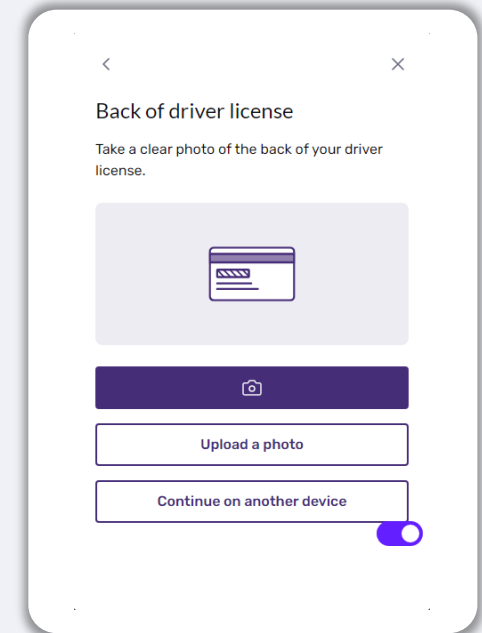 Back of driver license
Take a clear photo of the back of your driver
license.
Upload a photo
Continue on another device